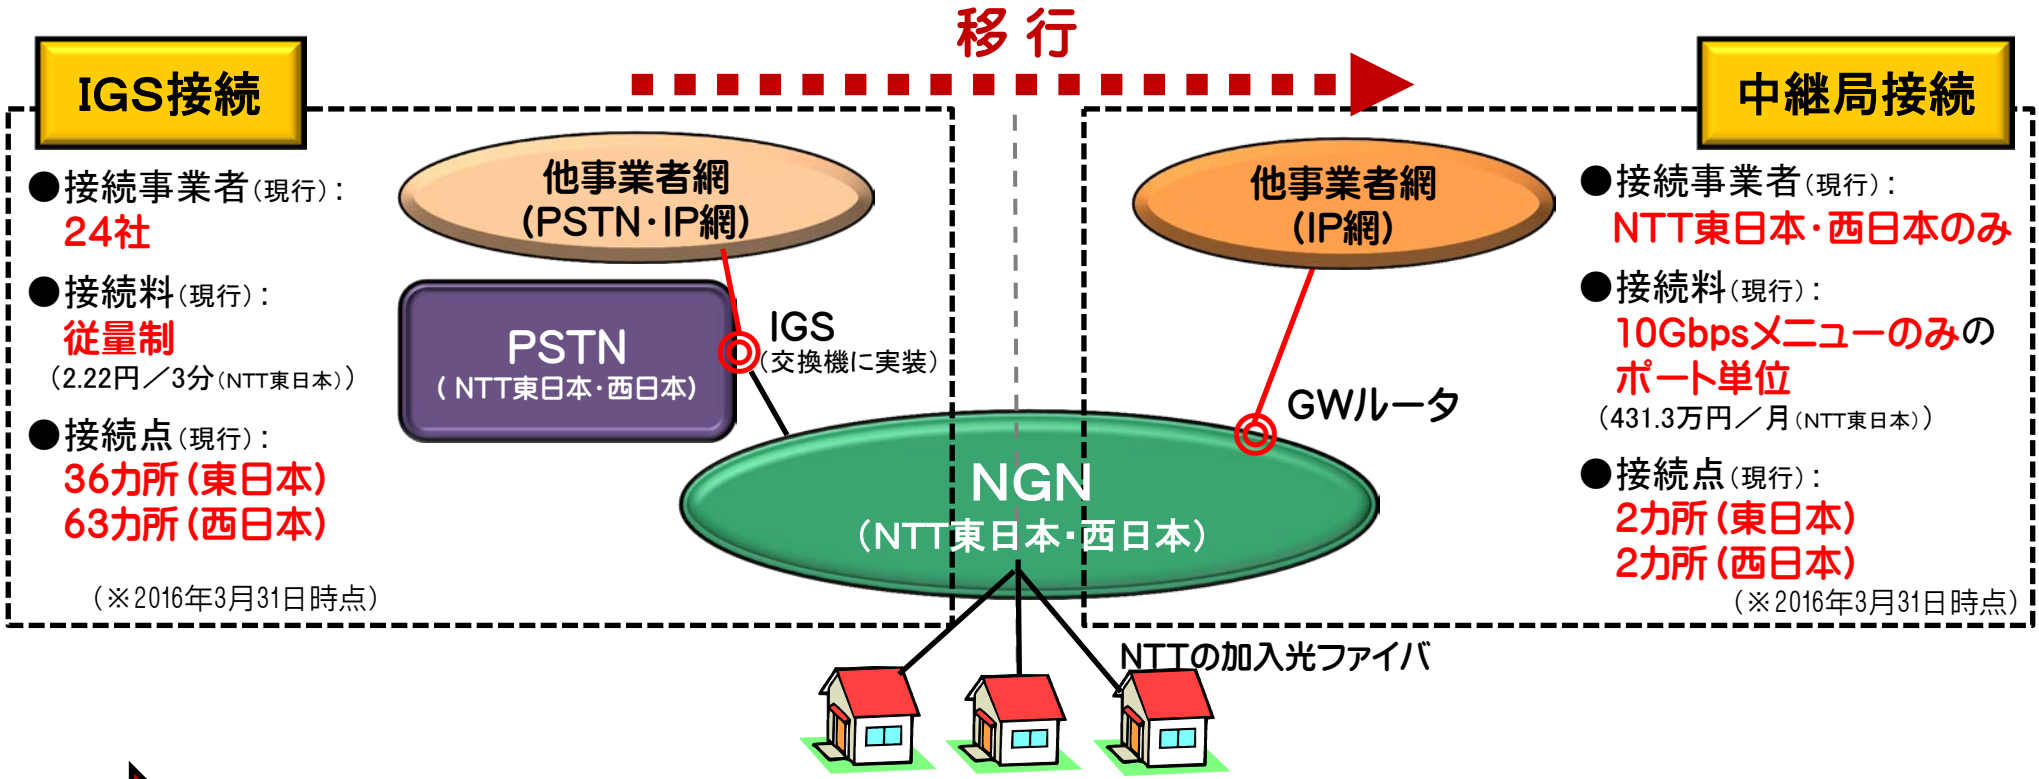 移行
IGS接続
●接続事業者(現行)：
24社
●接続料(現行)：
従量制
(2.22円／3分(NTT東日本))
●接続点(現行)：
36カ所(東日本)
63カ所(西日本)
(※2016年3月31日時点)
他事業者網
(PSTN・IP網)
PSTN
(NTT東日本・西日本)
IGS
(交換機に実装)
他事業者網
(IP網)
GWルータ
NGN
(NTT東日本・西日本)
NTTの加入光ファイバ
中継局接続
●接続事業者(現行)：
NTT東日本・西日本のみ
●接続料(現行)：
10Gbpsメニューのみの
ポート単位
(431.3万円／月(NTT東日本))
●接続点(現行)：
2カ所(東日本)
2カ所(西日本)
(※2016年3月31日時点)